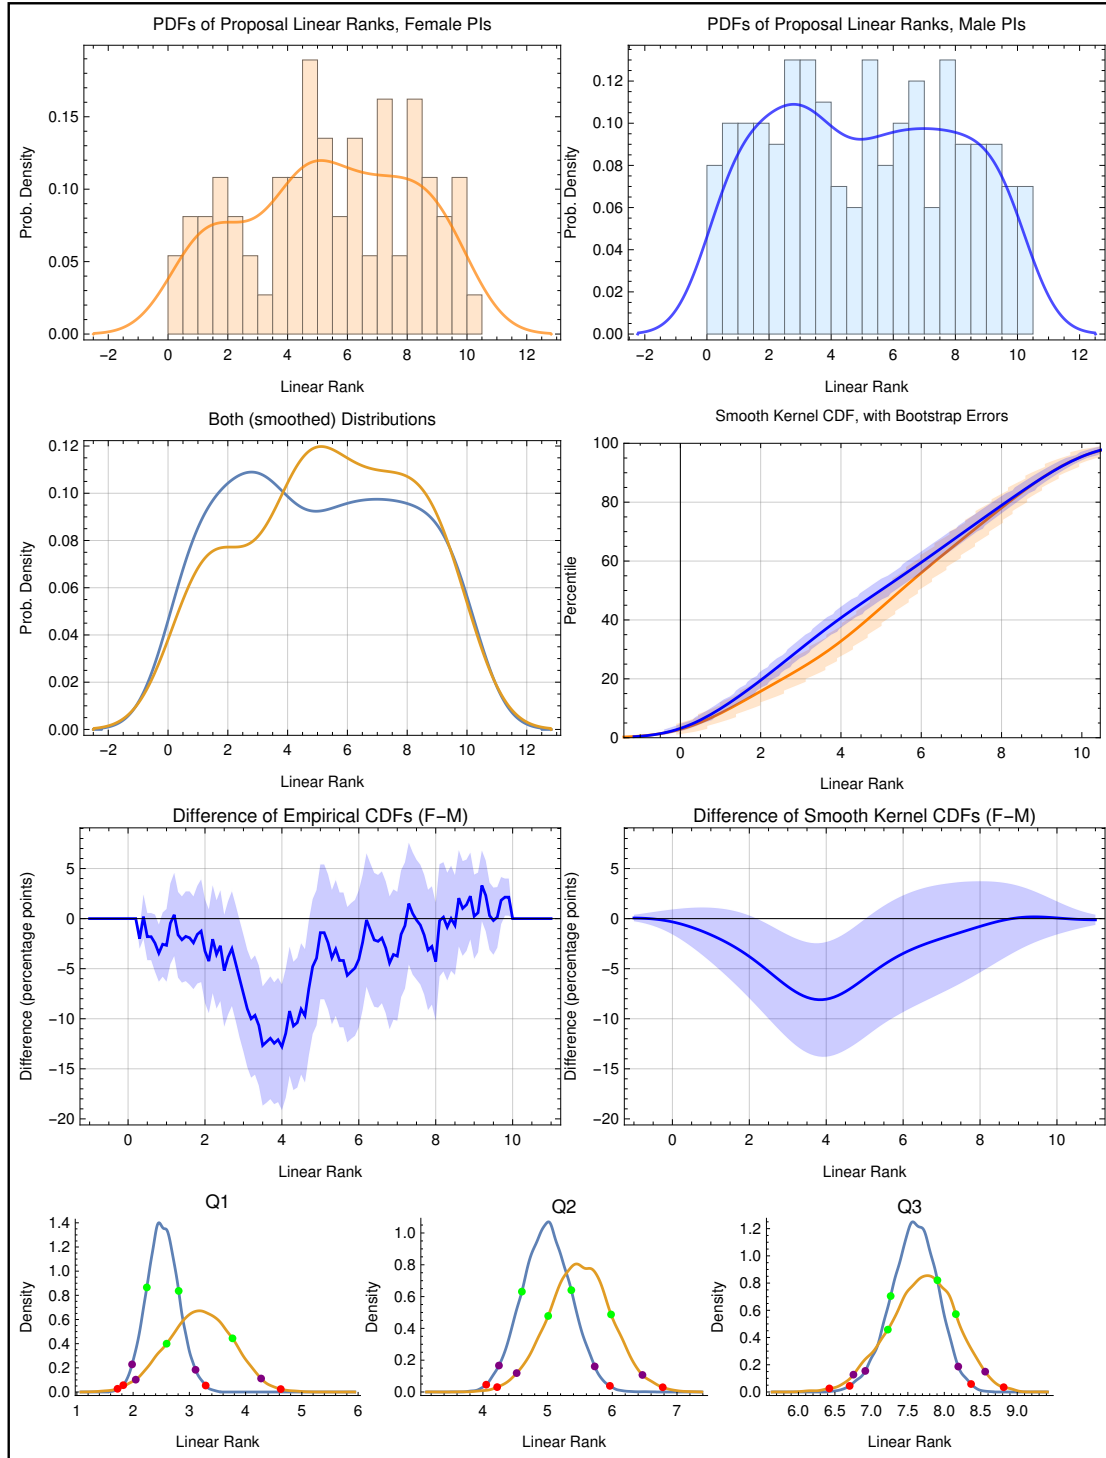 PDFs of Proposal Linear Ranks, Female PIs
Prob. Density
0.15
0.10
0.05
0.00
−2 0 2 4 6 8 10 12
Linear Rank
PDFs of Proposal Linear Ranks, Male PIs
Prob. Density
0.12
0.10
0.08
0.06
0.04
0.02
0.00
−2 0 2 4 6 8 10 12
Linear Rank
Both (smoothed) Distributions
Prob. Density
0.12
0.10
0.08
0.06
0.04
0.02
0.00
−2 0 2 4 6 8 10 12
Linear Rank
Smooth Kernel CDF, with Bootstrap Errors
Percentile
100
80
60
40
20
0
0 2 4 6 8 10
Linear Rank
Difference of Empirical CDFs (F−M)
Difference (percentage points)
5
0
−5
−10
−15
−20
0 2 4 6 8 10
Linear Rank
Difference of Smooth Kernel CDFs (F−M)
Difference (percentage points)
5
0
−5
−10
−15
−20
0 2 4 6 8 10
Linear Rank
Q1
Density
1.4
1.2
1.0
0.8
0.6
0.4
0.2
0.0
1 2 3 4 5 6
Linear Rank
Q2
Density
1.0
0.8
0.6
0.4
0.2
0.0
4 5 6 7
Linear Rank
Q3
Density
1.2
1.0
0.8
0.6
0.4
0.2
0.0
6.0 6.5 7.0 7.5 8.0 8.5 9.0
Linear Rank